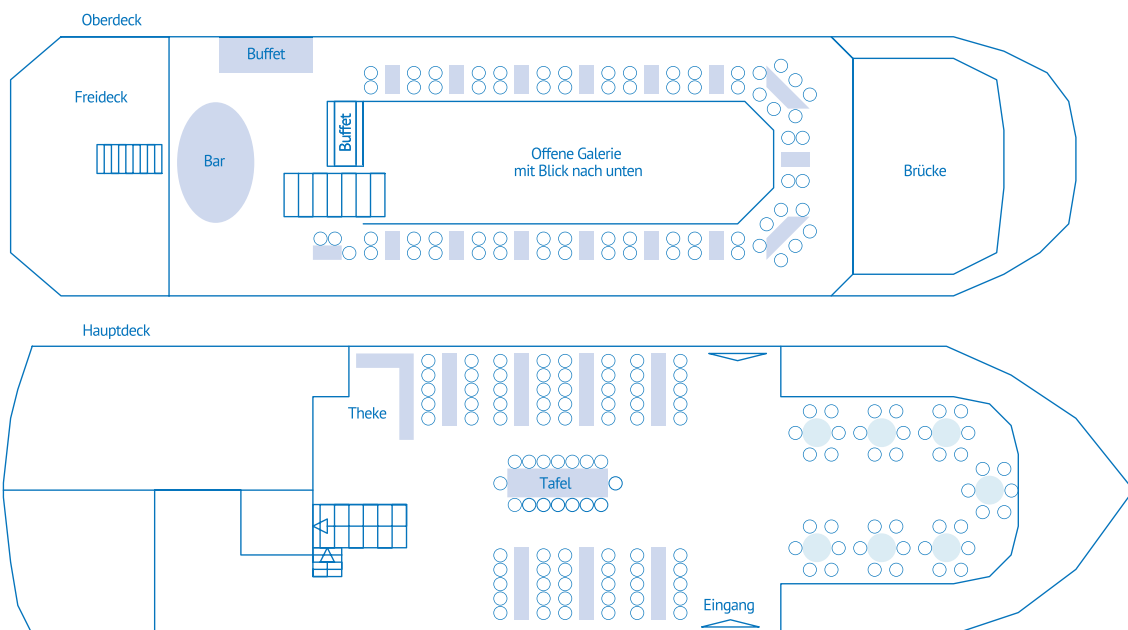 Oberdeck
Buffet
Freideck
Buffet
Bar
Offene Galerie
mit Blick nach unten
Brücke
Hauptdeck
Theke
Tafel
Eingang